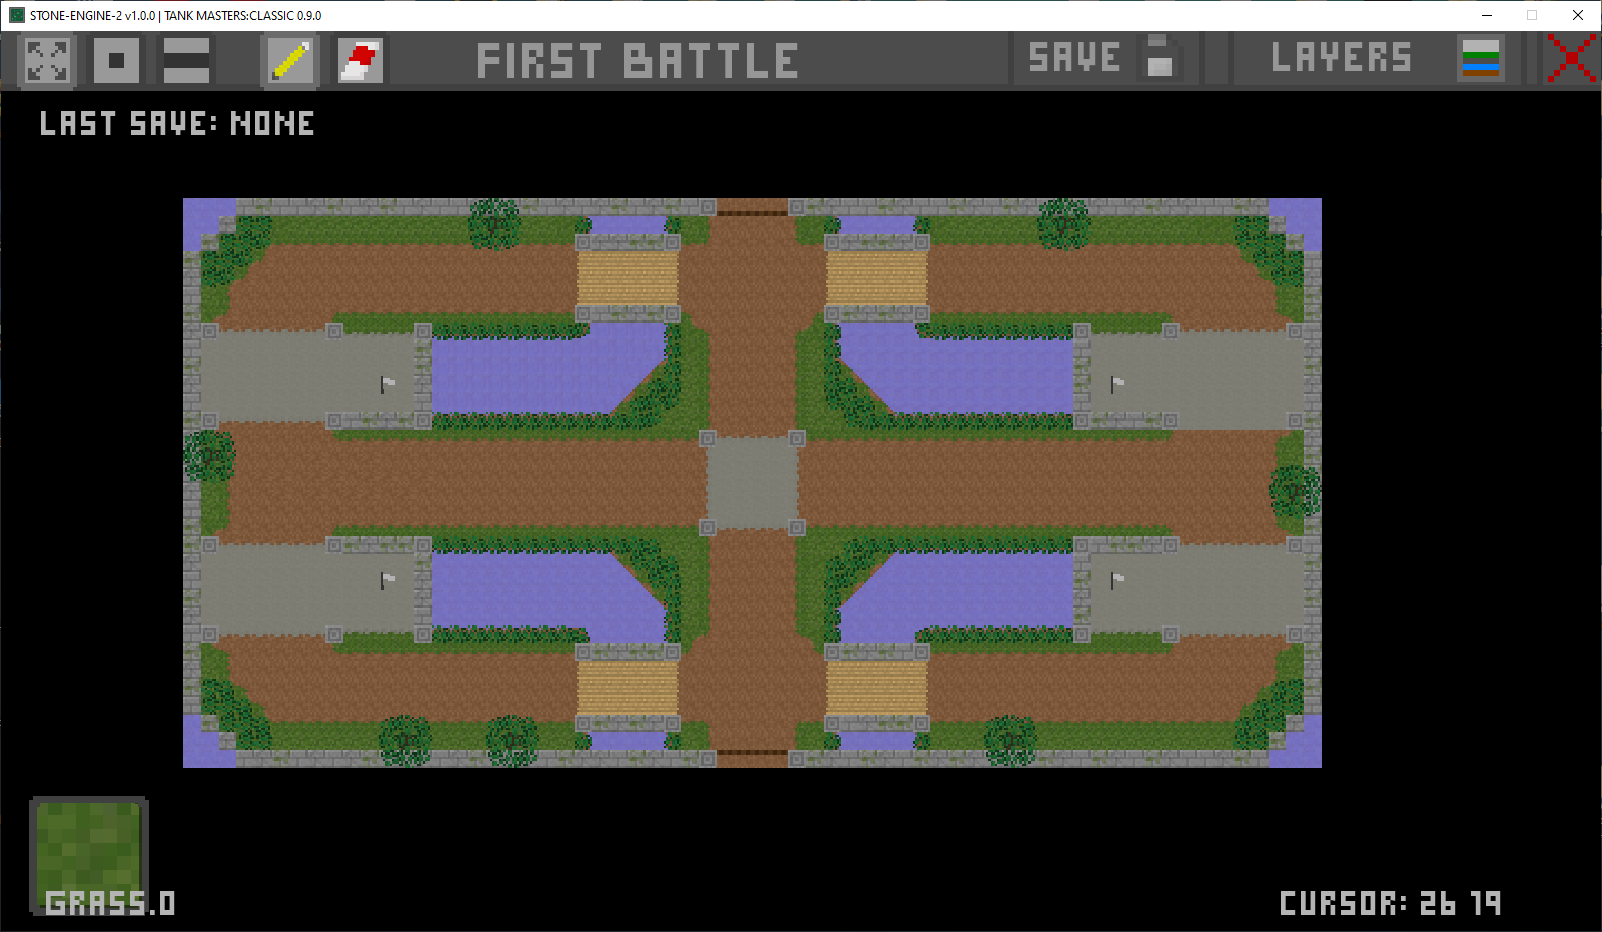 STONE-ENGINE-2 v1.0.0 | TANK MASTERS:CLASSIC 0.9.0
FIRST BATTLE
SAVE
LAYERS
LAST SAVE: NONE
GRASS.0
CURSOR: 26 19